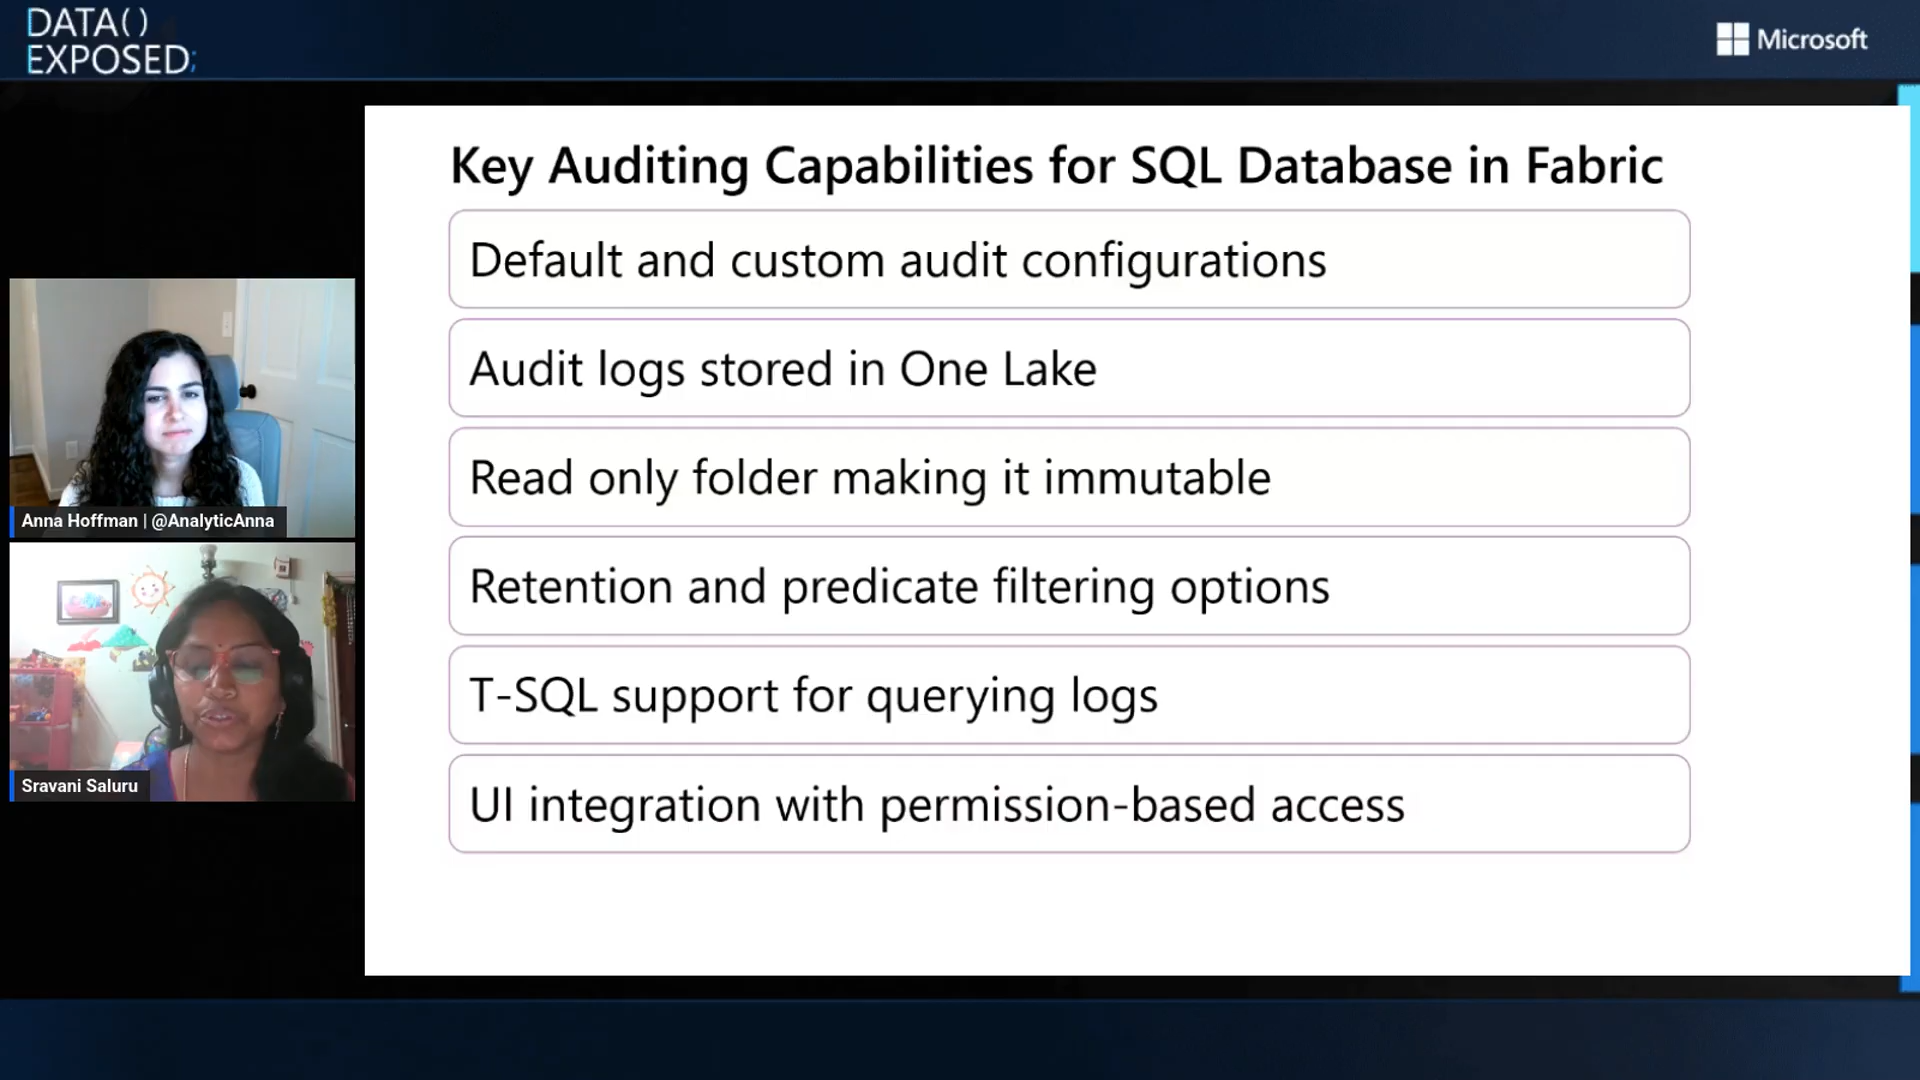 DATA()
EXPOSED;
Microsoft
Key Auditing Capabilities for SQL Database in Fabric
Default and custom audit configurations
Audit logs stored in One Lake
Read only folder making it immutable
Retention and predicate filtering options
T-SQL support for querying logs
UI integration with permission-based access
Anna Hoffman | @AnalyticAnna
Sravani Saluru